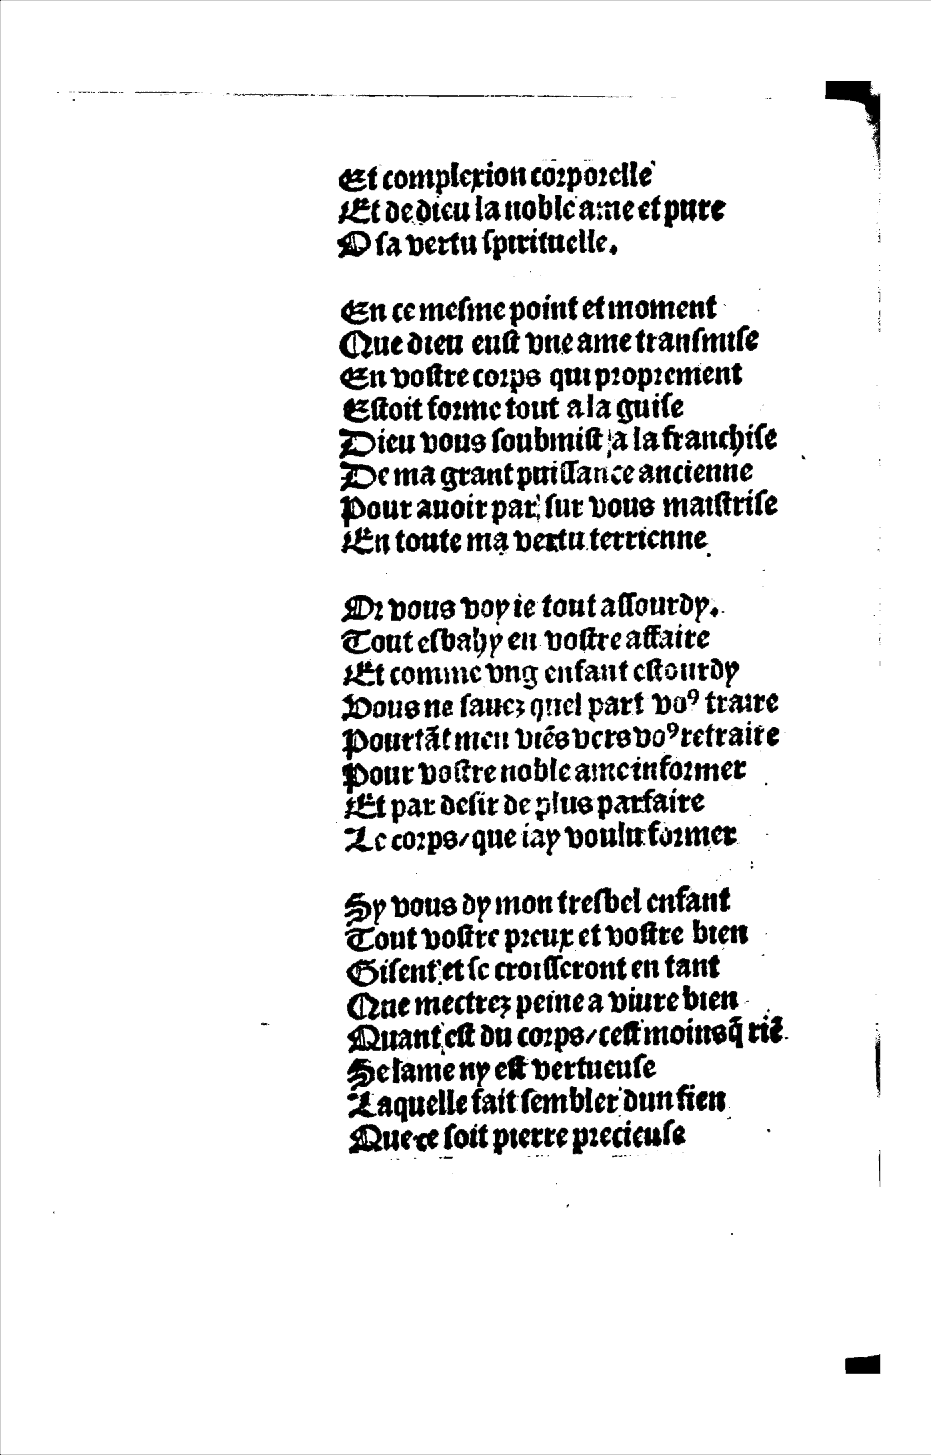 Et complexion corporelle
Et de dieu la noble ame et pure
O sa vertu spirituelle.
En ce mesme point et moment
Que dieu eust vne ame transmise
En vostre corps qui proprement
Estoit forme tout a la guise
Dieu vous soubmist a la franchise
De ma grant puissance ancienne
Pour auoir par sur vous maistrise
En toute ma vertu terrienne
Or vous voy ie tout assourdy.
Tout esbahy en vostre affaire
Et comme vng enfant estourdy
Vous ne sauez quel part voꝰ traire
Pourtãt men viẽs vers voꝰ retraite
Pour vostre noble ame informer
Et par desir de plus parfaire
Le corps/ que iay voulu former
Sy vous dy mon tresbel enfant
Tout vostre preux et vostre bien
Gisent et se croisseront en tant
Que mectrez peine a viure bien
Quant est du corps/ cest moins q̃ riẽ
Se lame ny est vertueuse
Laquelle fait sembler dun fien
Que ce soit pierre precieuse